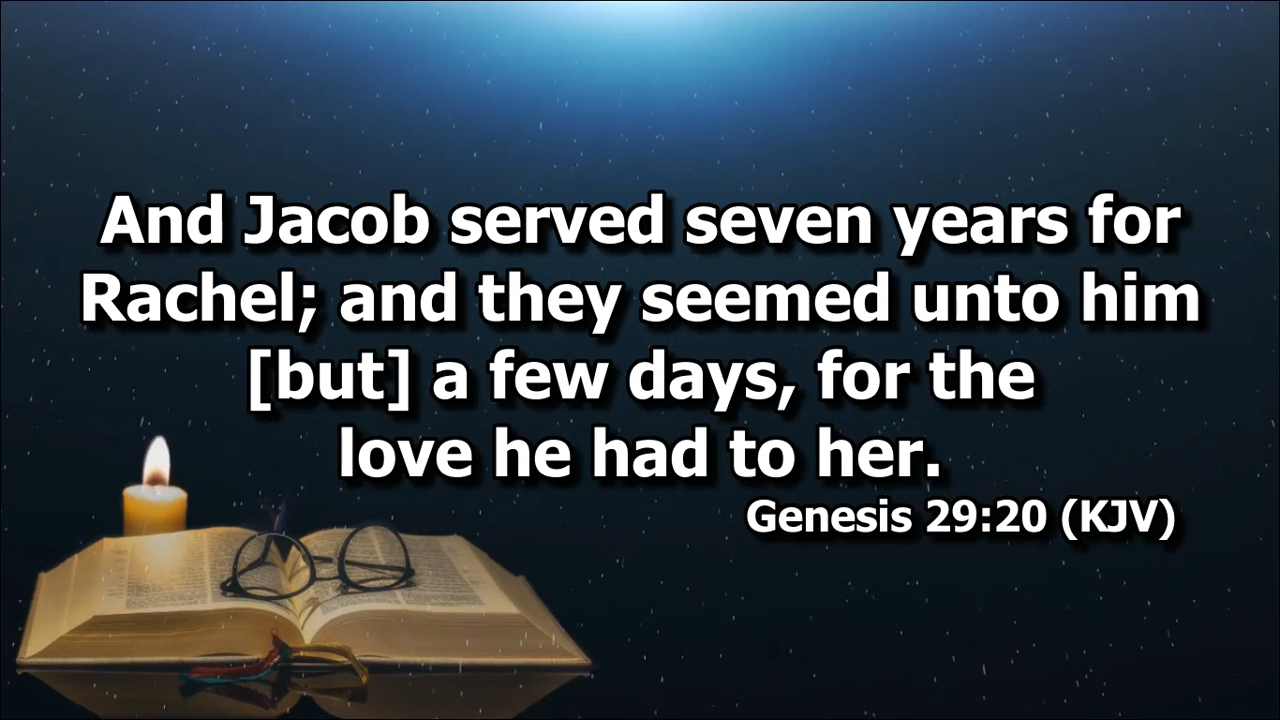 And Jacob served seven years for
Rachel; and they seemed unto him
[but] a few days, for the
love he had to her.
Genesis 29:20 (KJV)